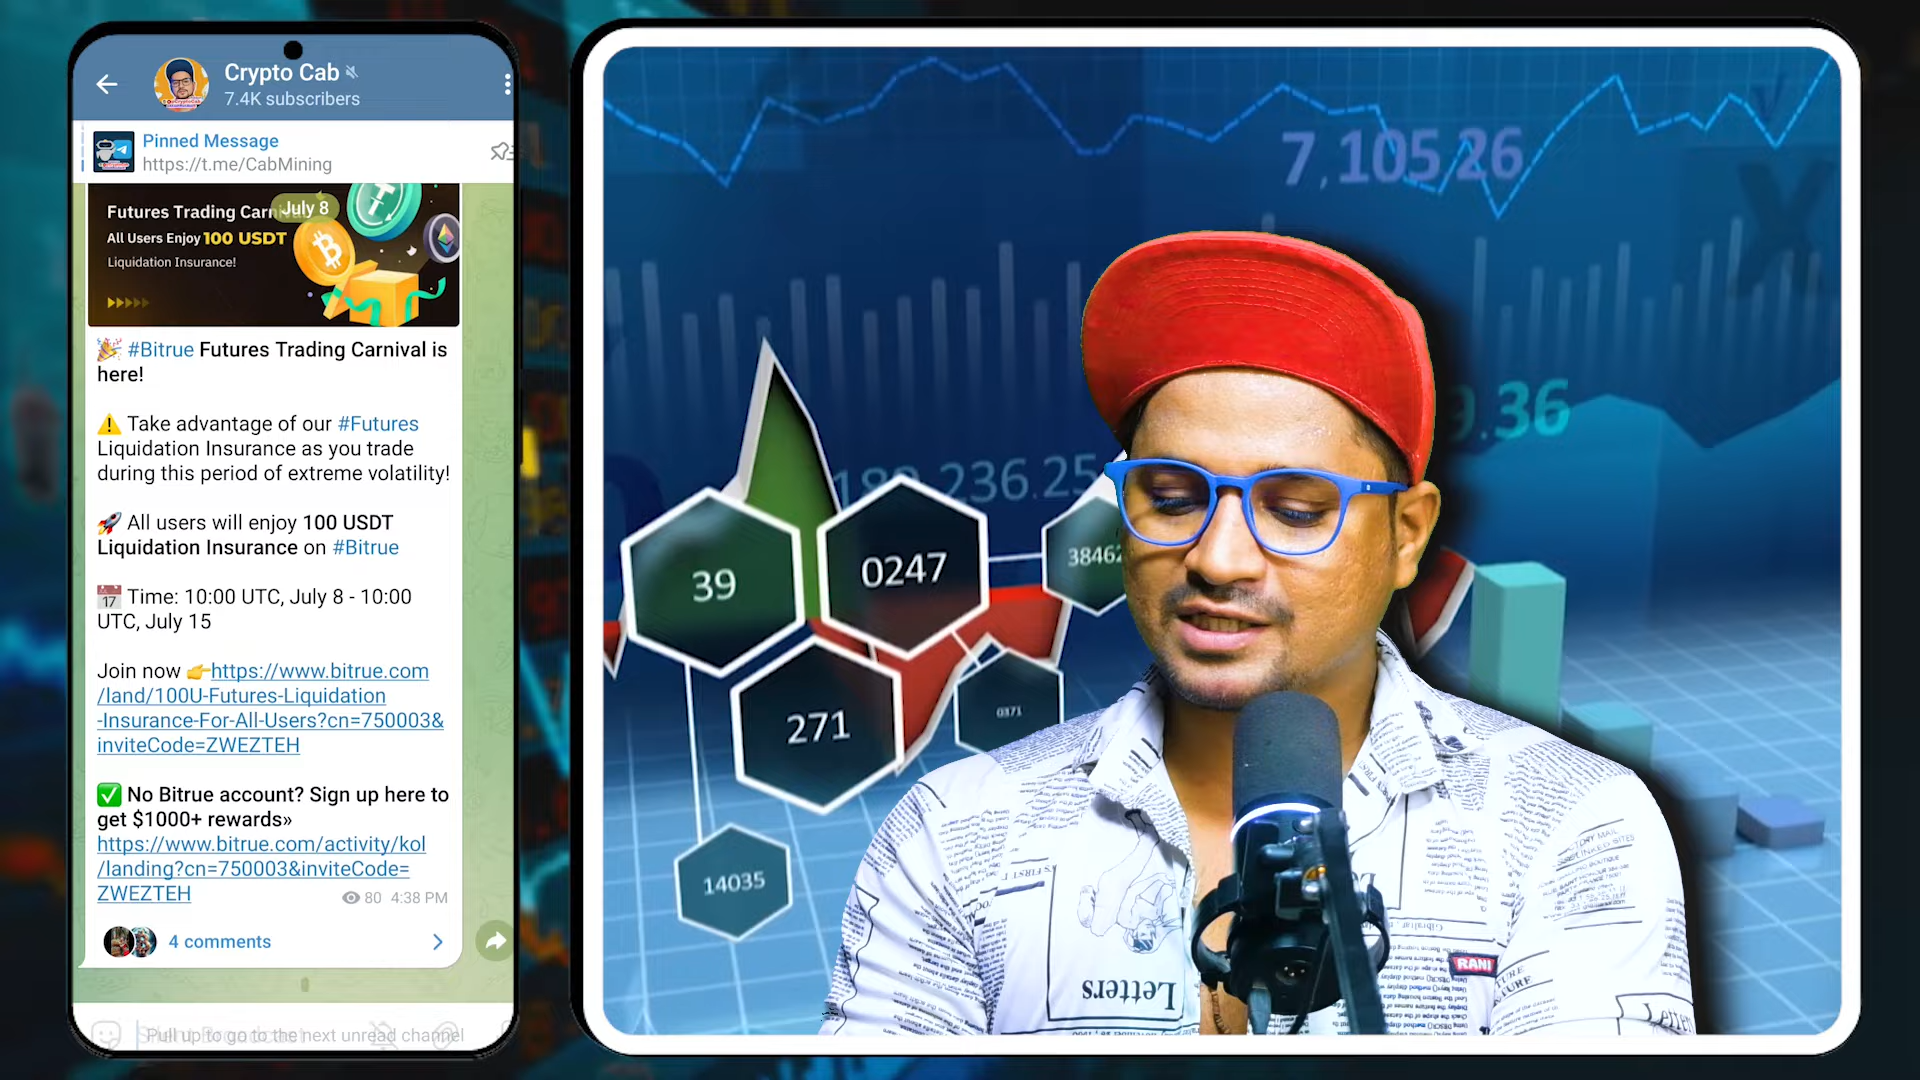 Crypto Cab
7.4K subscribers
Pinned Message
https://t.me/CabMining
July 8
Futures Trading
All Users Enjoy 100 USDT
Liquidation Insurance!
🎉 #Bitrue Futures Trading Carnival is
here!
⚠️ Take advantage of our #Futures
Liquidation Insurance as you trade
during this period of extreme volatility!
🚀 All users will enjoy 100 USDT
Liquidation Insurance on #Bitrue
📅 Time: 10:00 UTC, July 8 - 10:00
UTC, July 15
Join now 👉https://www.bitrue.com
/land/100U-Futures-Liquidation
-Insurance-For-All-Users?cn=750003&
inviteCode=ZWEZTEH
✅ No Bitrue account? Sign up here to
get $1000+ rewards»
https://www.bitrue.com/activity/kol
/landing?cn=750003&inviteCode=
ZWEZTEH
80 4:38 PM
4 comments
Pull up to go to the next unread channel
7,105.26
9.36
236.25
39
0247
38462
271
0371
14035
Letters
RANI